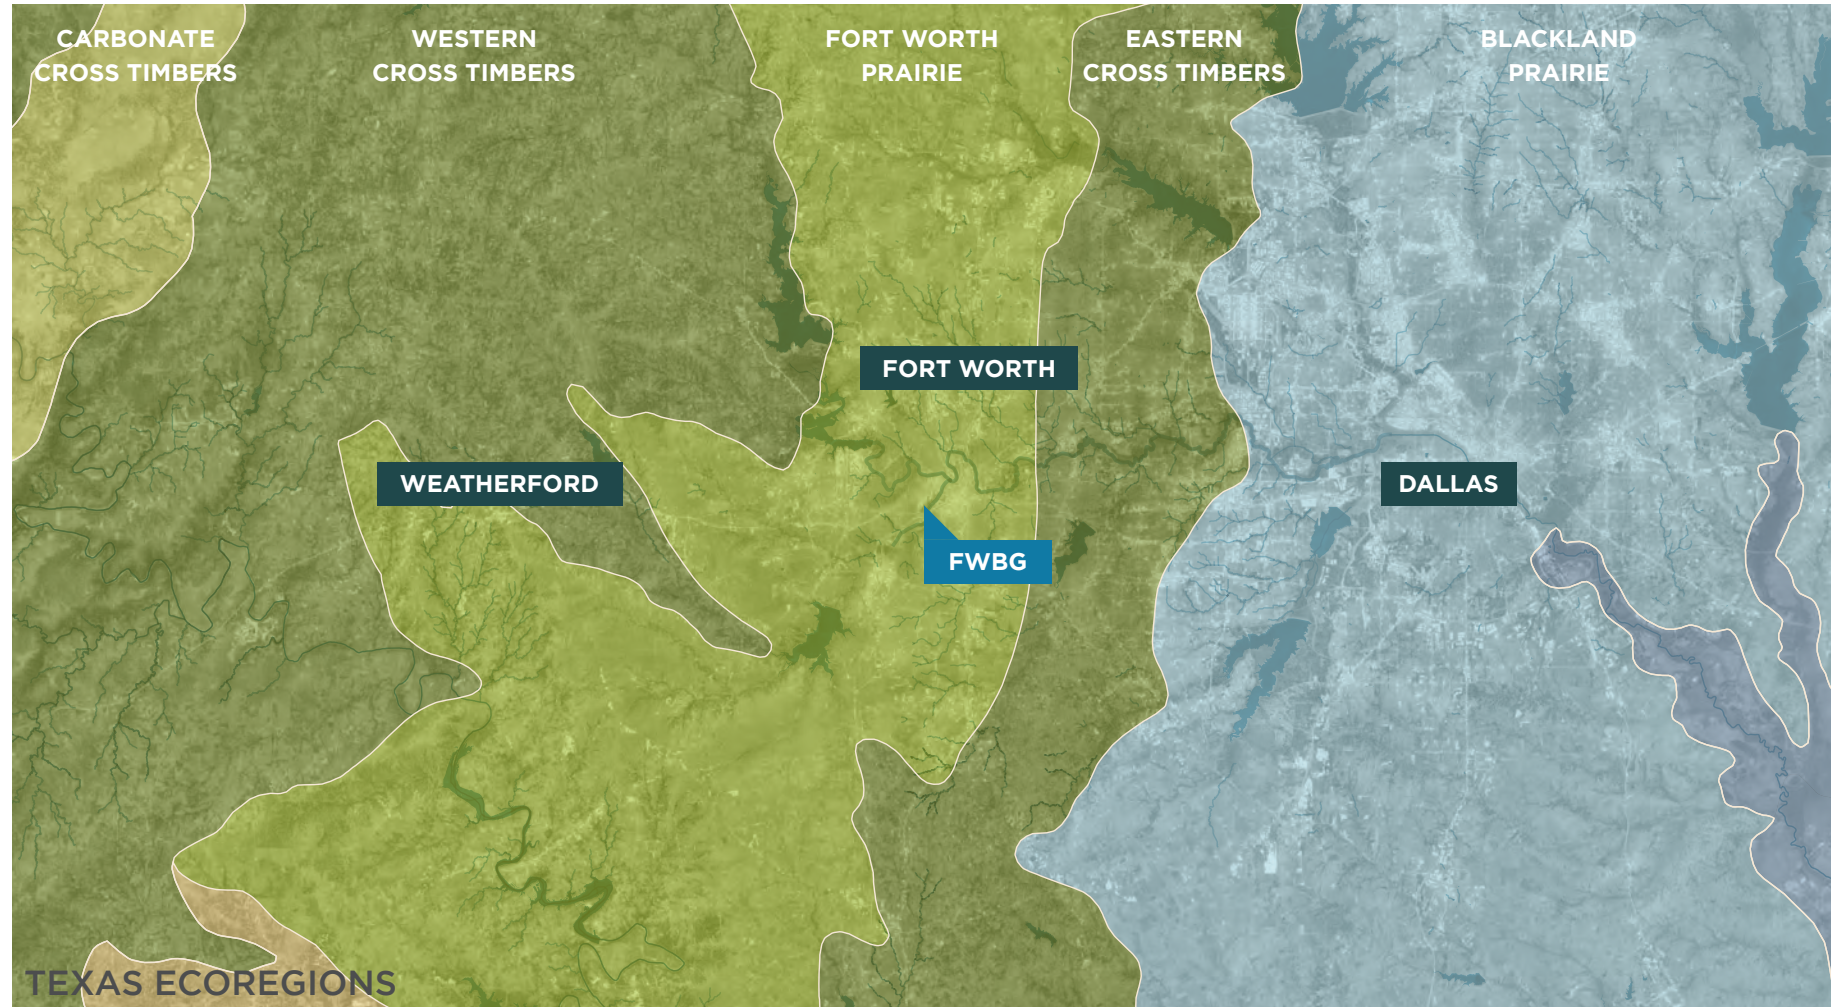 CARBONATE
CROSS TIMBERS
WESTERN
CROSS TIMBERS
FORT WORTH
PRAIRIE
EASTERN
CROSS TIMBERS
BLACKLAND
PRAIRIE
FORT WORTH
WEATHERFORD
DALLAS
FWBG
TEXAS ECOREGIONS